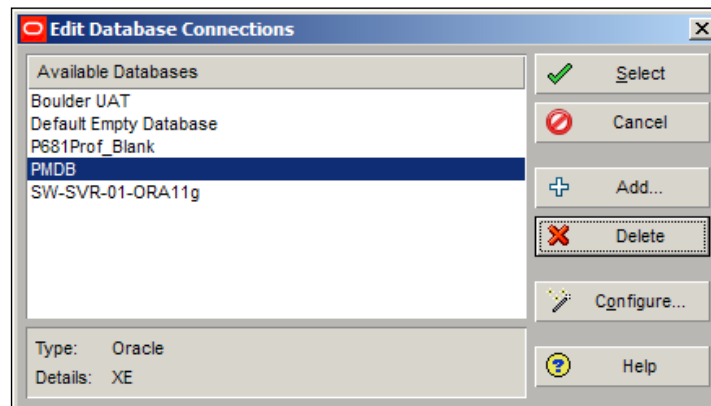 Edit Database Connections
Available Databases
Boulder UAT
Default Empty Database
P681Prof_Blank
PMDB
SW-SVR-01-ORA11g
Select
Cancel
Add...
Delete
Configure...
Help
Type: Oracle
Details: XE